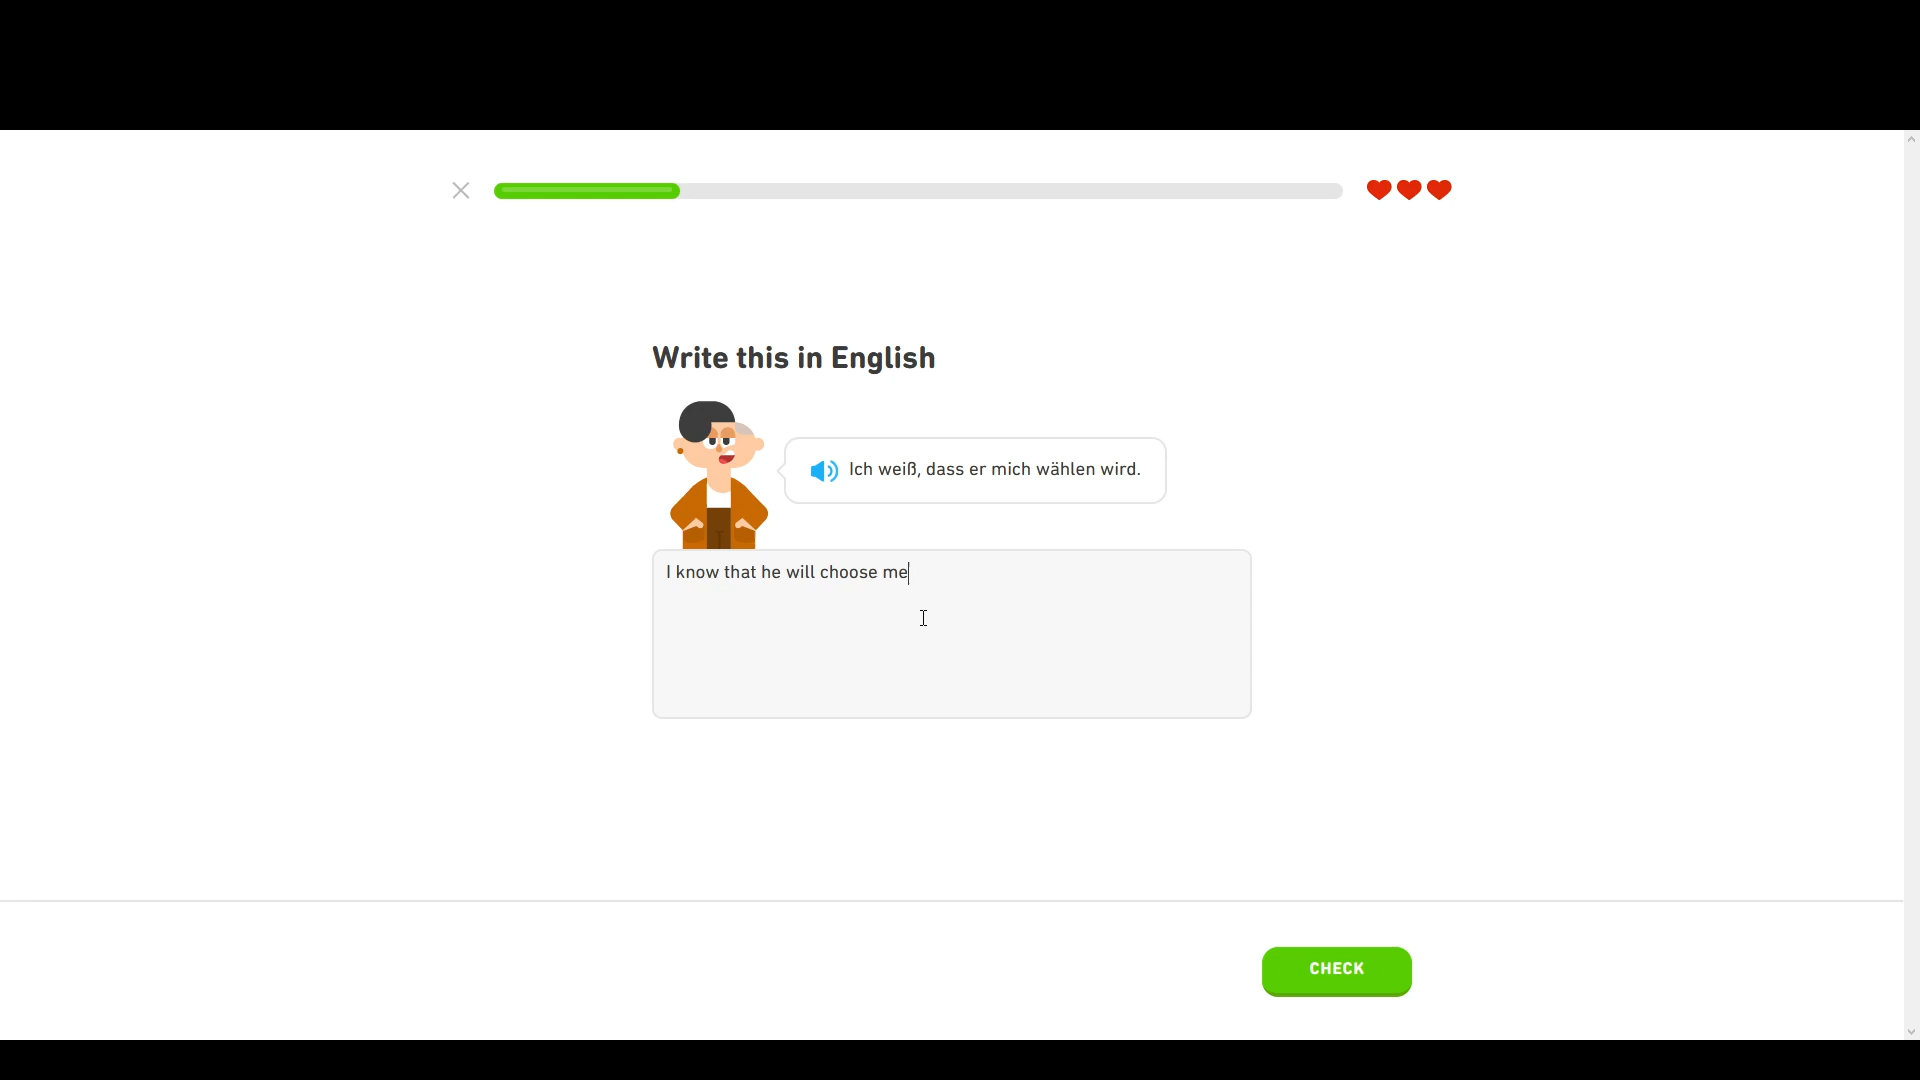 Write this in English
Ich weiß, dass er mich wählen wird.
I know that he will choose me
CHECK